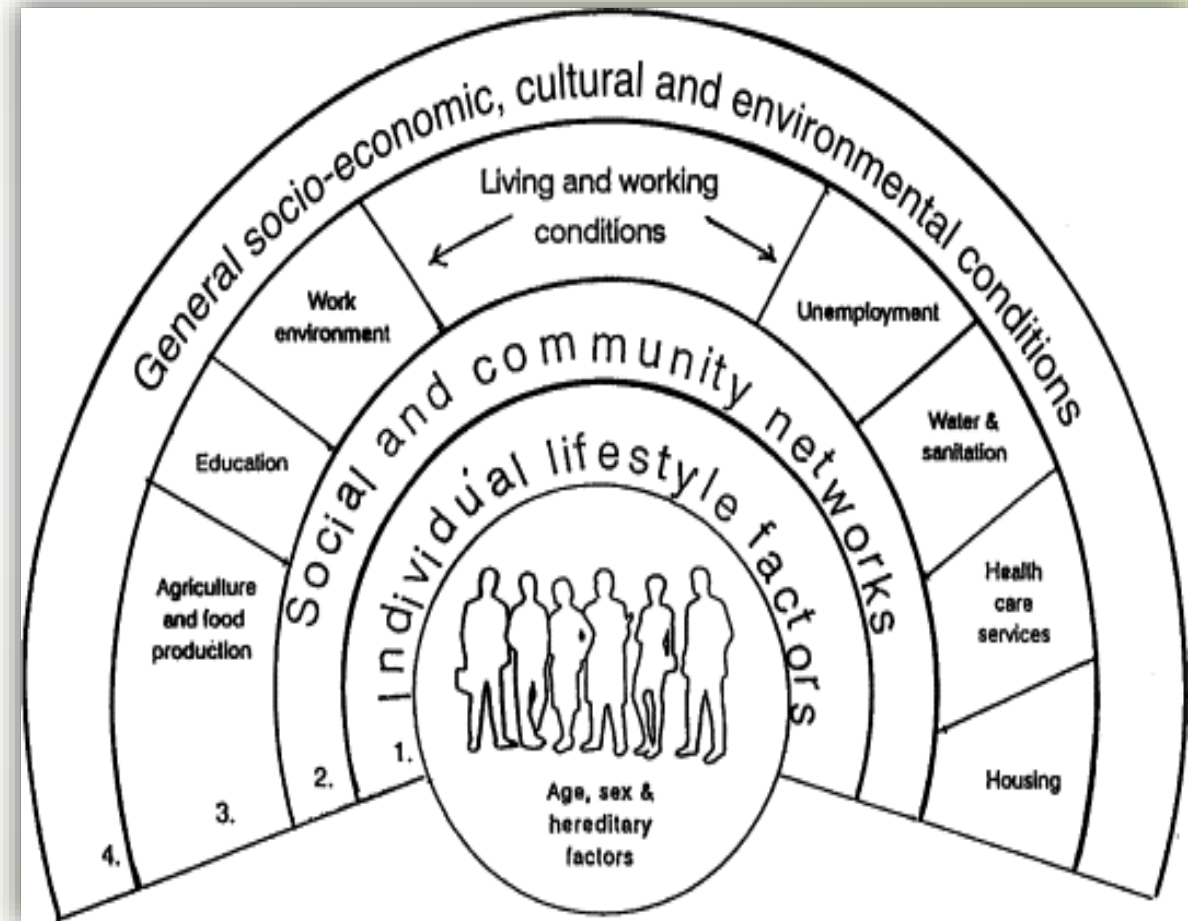 General socio-economic, cultural and environmental conditions
Living and working
conditions
Work
environment
Unemployment
Education
Water &
sanitation
Agriculture
and food
production
Health
care
services
Housing
Social and community networks
Individual lifestyle factors
Age, sex &
hereditary
factors
1.
2.
3.
4.